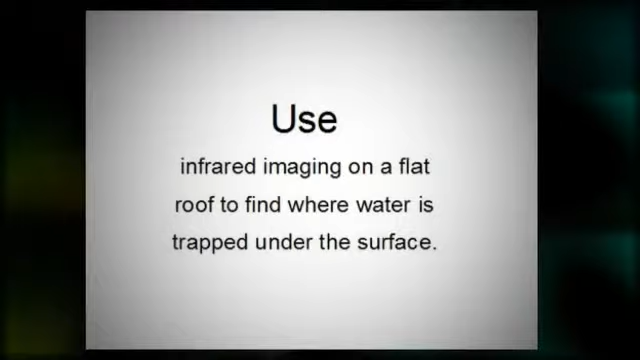 Use
infrared imaging on a flat
roof to find where water is
trapped under the surface.